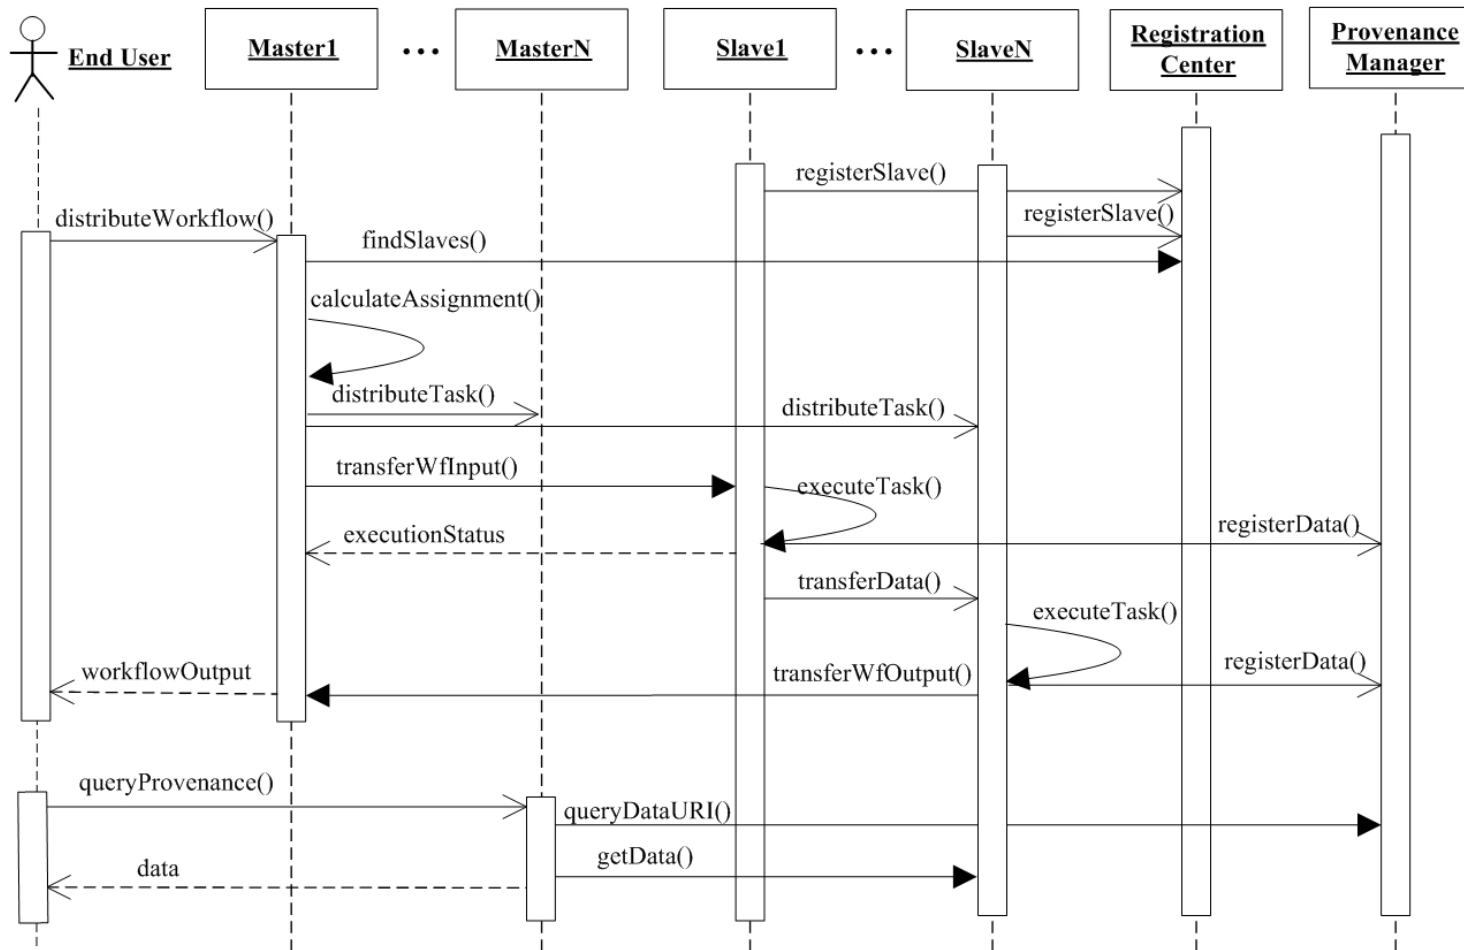 End User
Master1
...
MasterN
Slave1
...
SlaveN
Registration
Center
Provenance
Manager
registerSlave()
distributeWorkflow()
registerSlave()
findSlaves()
calculateAssignment()
distributeTask()
distributeTask()
transferWfInput()
executeTask()
executionStatus
registerData()
transferData()
executeTask()
workflowOutput
transferWfOutput()
registerData()
queryProvenance()
queryDataURI()
getData()
data